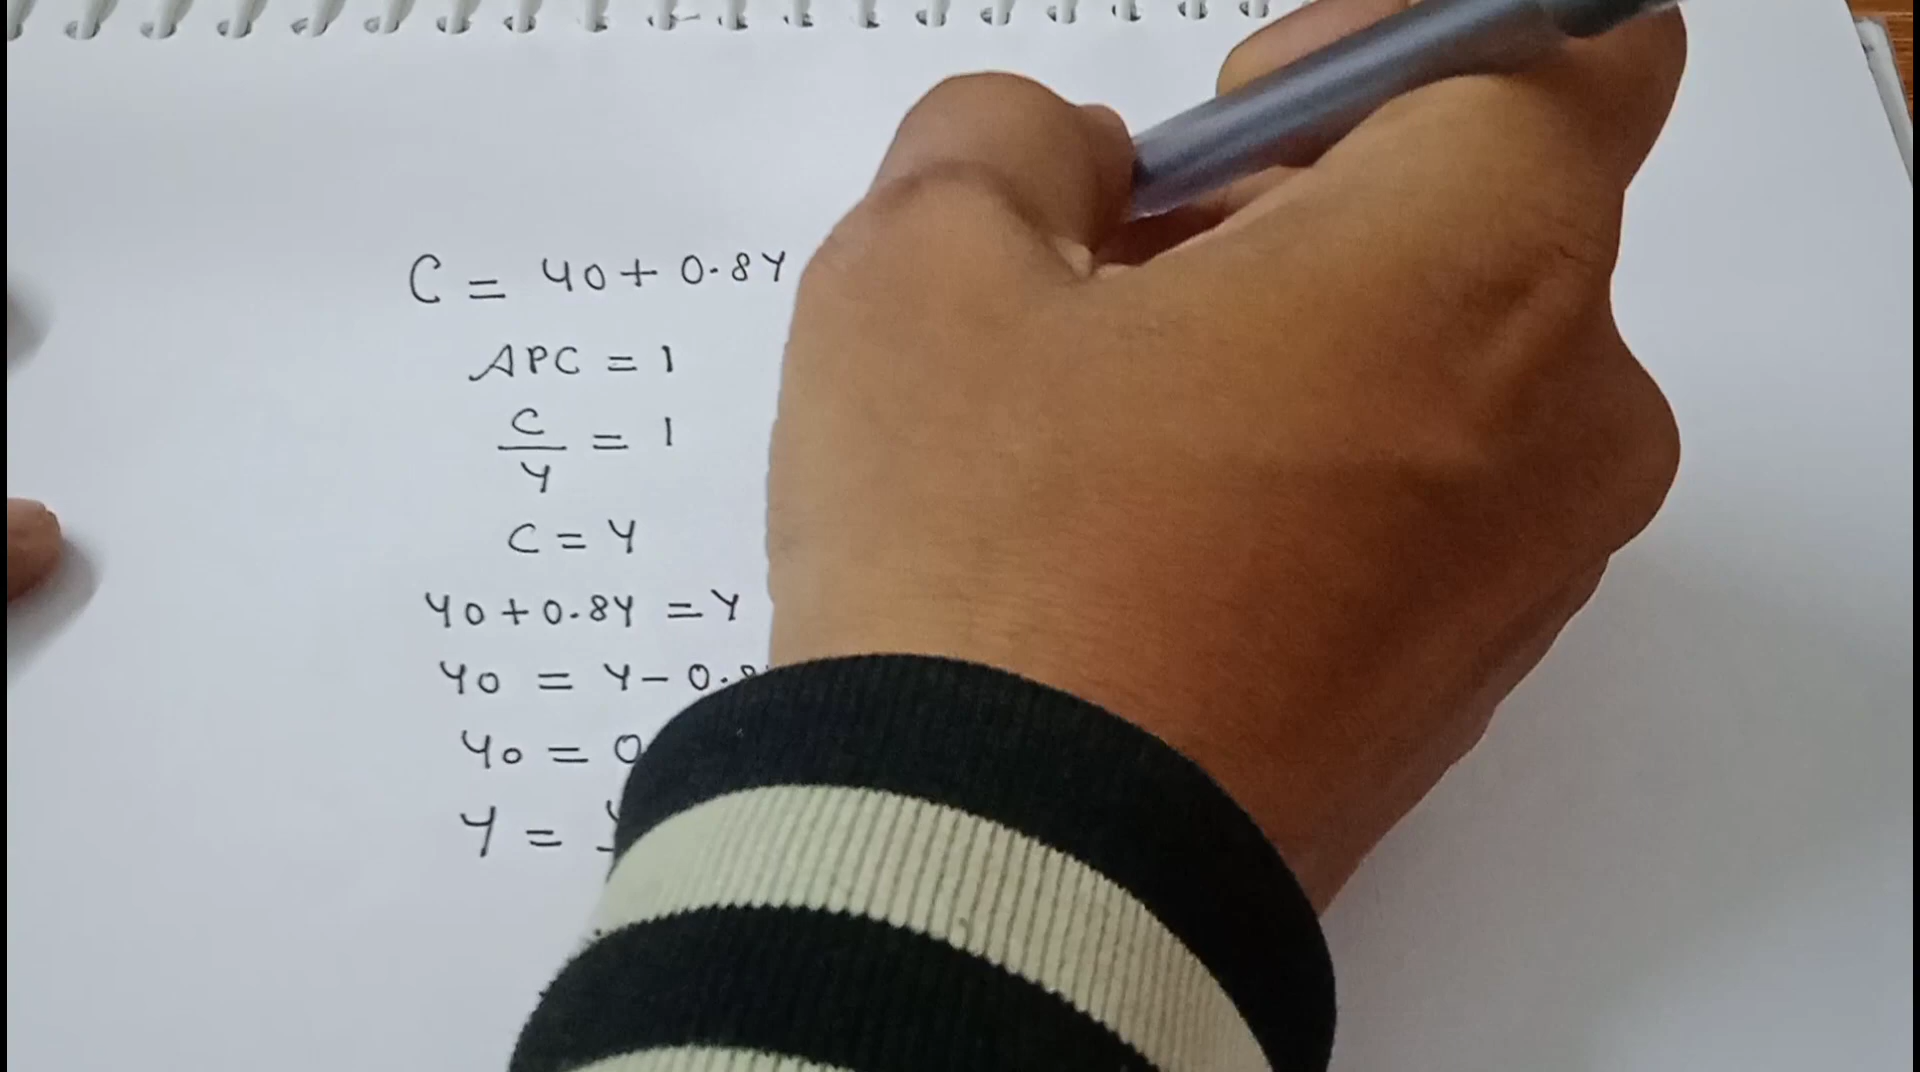 C = 40 + 0.8Y
APC = 1
C/Y = 1
C = Y
40 + 0.8Y = Y
40 = Y - 0.
40 = 0
Y =